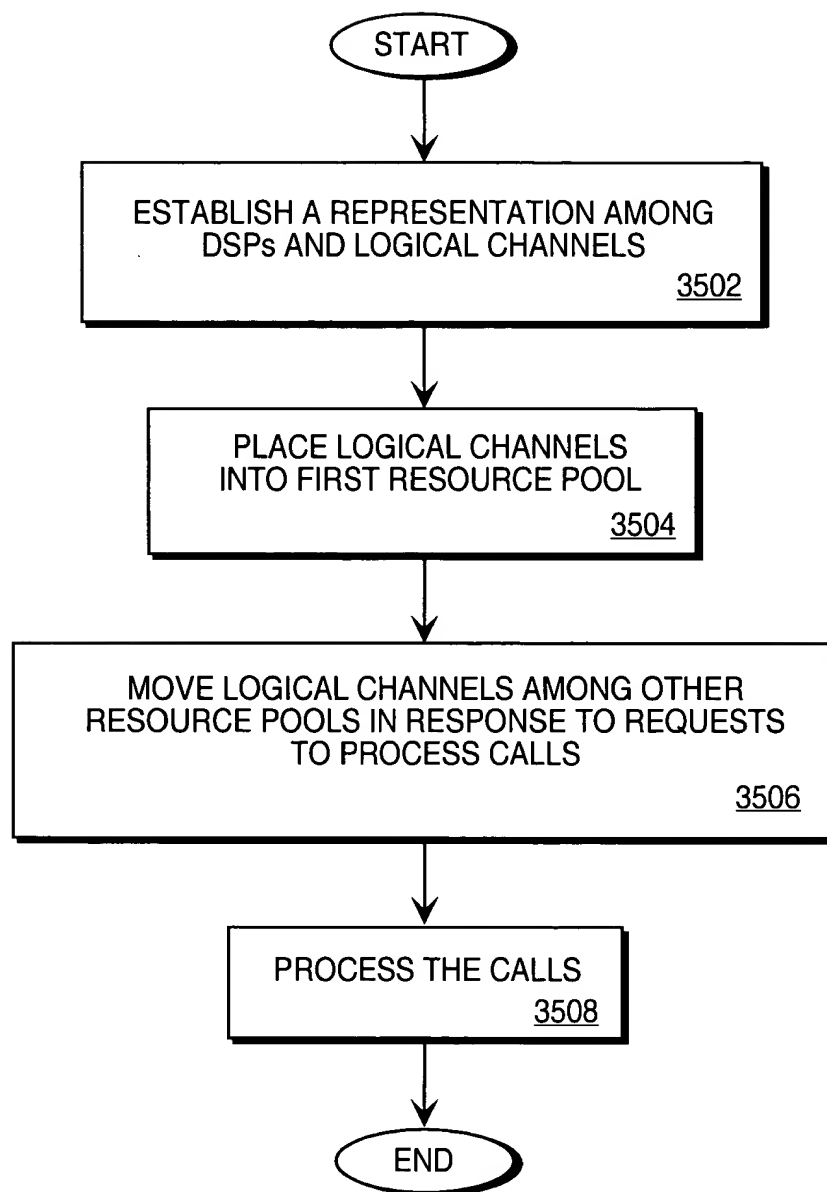 START
ESTABLISH A REPRESENTATION AMONG
DSPs AND LOGICAL CHANNELS
3502
PLACE LOGICAL CHANNELS
INTO FIRST RESOURCE POOL
3504
MOVE LOGICAL CHANNELS AMONG OTHER
RESOURCE POOLS IN RESPONSE TO REQUESTS
TO PROCESS CALLS
3506
PROCESS THE CALLS
3508
END